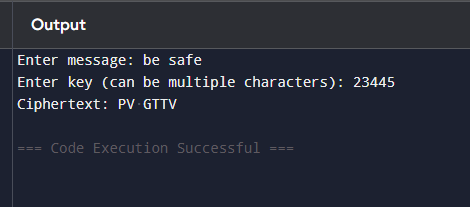 Output
Enter message: be safe
Enter key (can be multiple characters): 23445
Ciphertext: PV GTTV
=== Code Execution Successful ===